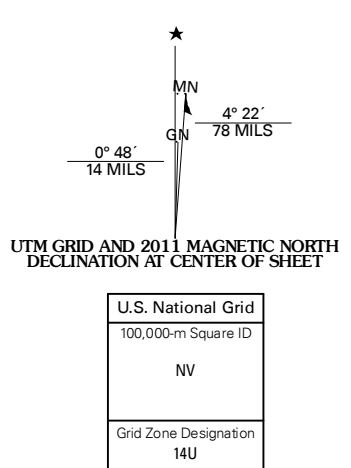 ★
MN
4° 22´
78 MILS
GN
0° 48´
14 MILS
UTM GRID AND 2011 MAGNETIC NORTH
DECLINATION AT CENTER OF SHEET
U.S. National Grid
100,000-m Square ID
NV
Grid Zone Designation
14U